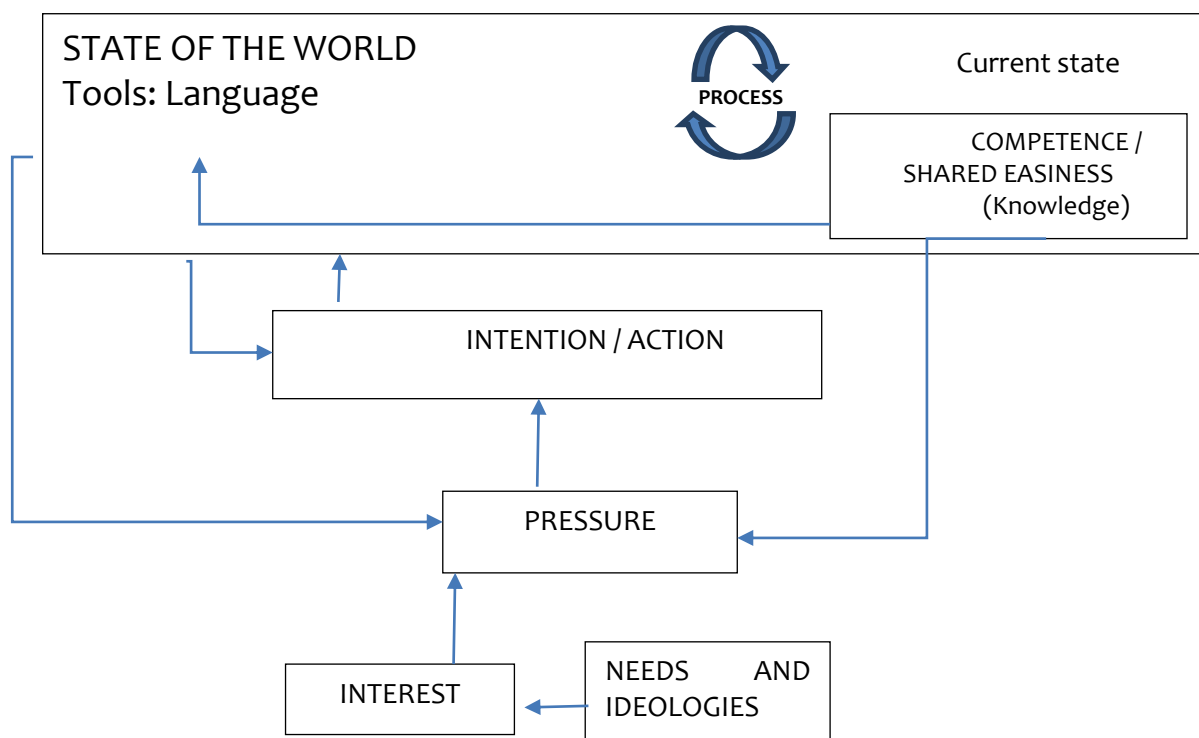 STATE OF THE WORLD
Tools: Language
PROCESS
Current state
COMPETENCE /
SHARED EASINESS
(Knowledge)
INTENTION / ACTION
PRESSURE
INTEREST
NEEDS AND
IDEOLOGIES